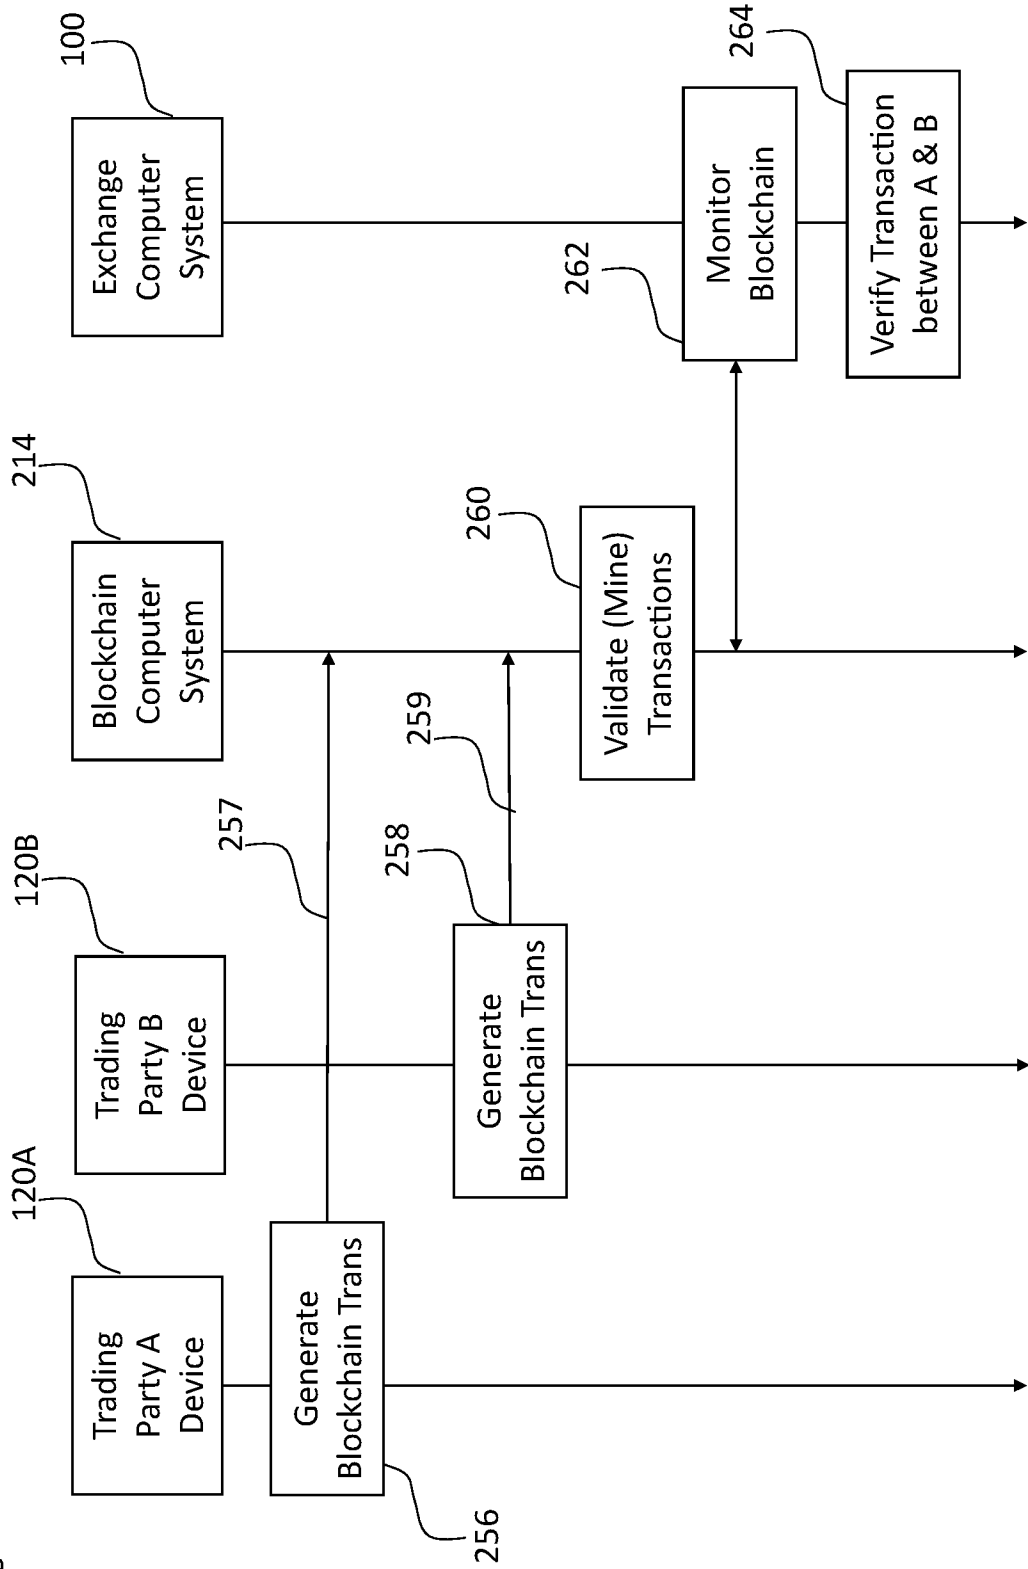 120A
Trading
Party A
Device
120B
Trading
Party B
Device
214
Blockchain
Computer
System
100
Exchange
Computer
System
256
Generate
Blockchain Trans
257
258
Generate
Blockchain Trans
259
260
Validate (Mine)
Transactions
262
Monitor
Blockchain
264
Verify Transaction
between A & B